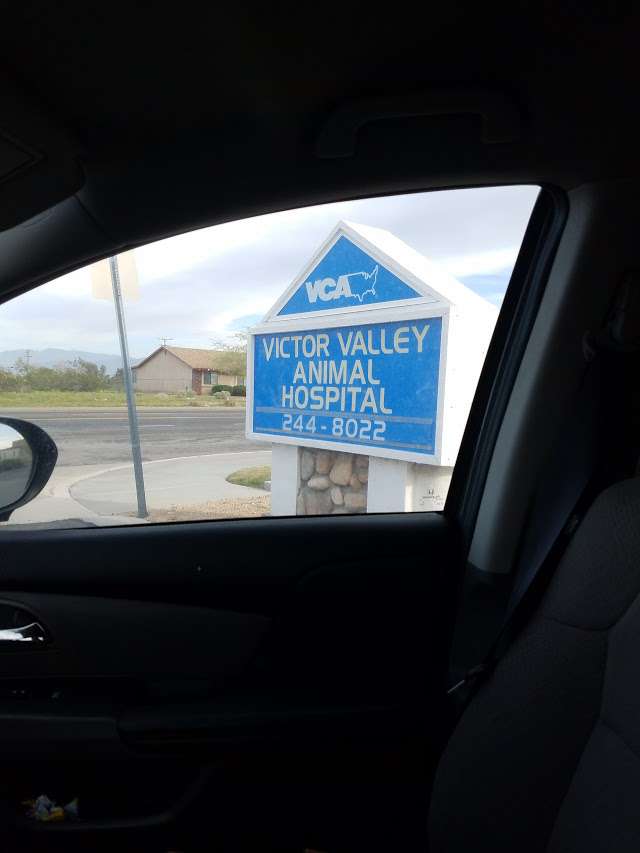 VCA
VICTOR VALLEY
ANIMAL
HOSPITAL
244-8022